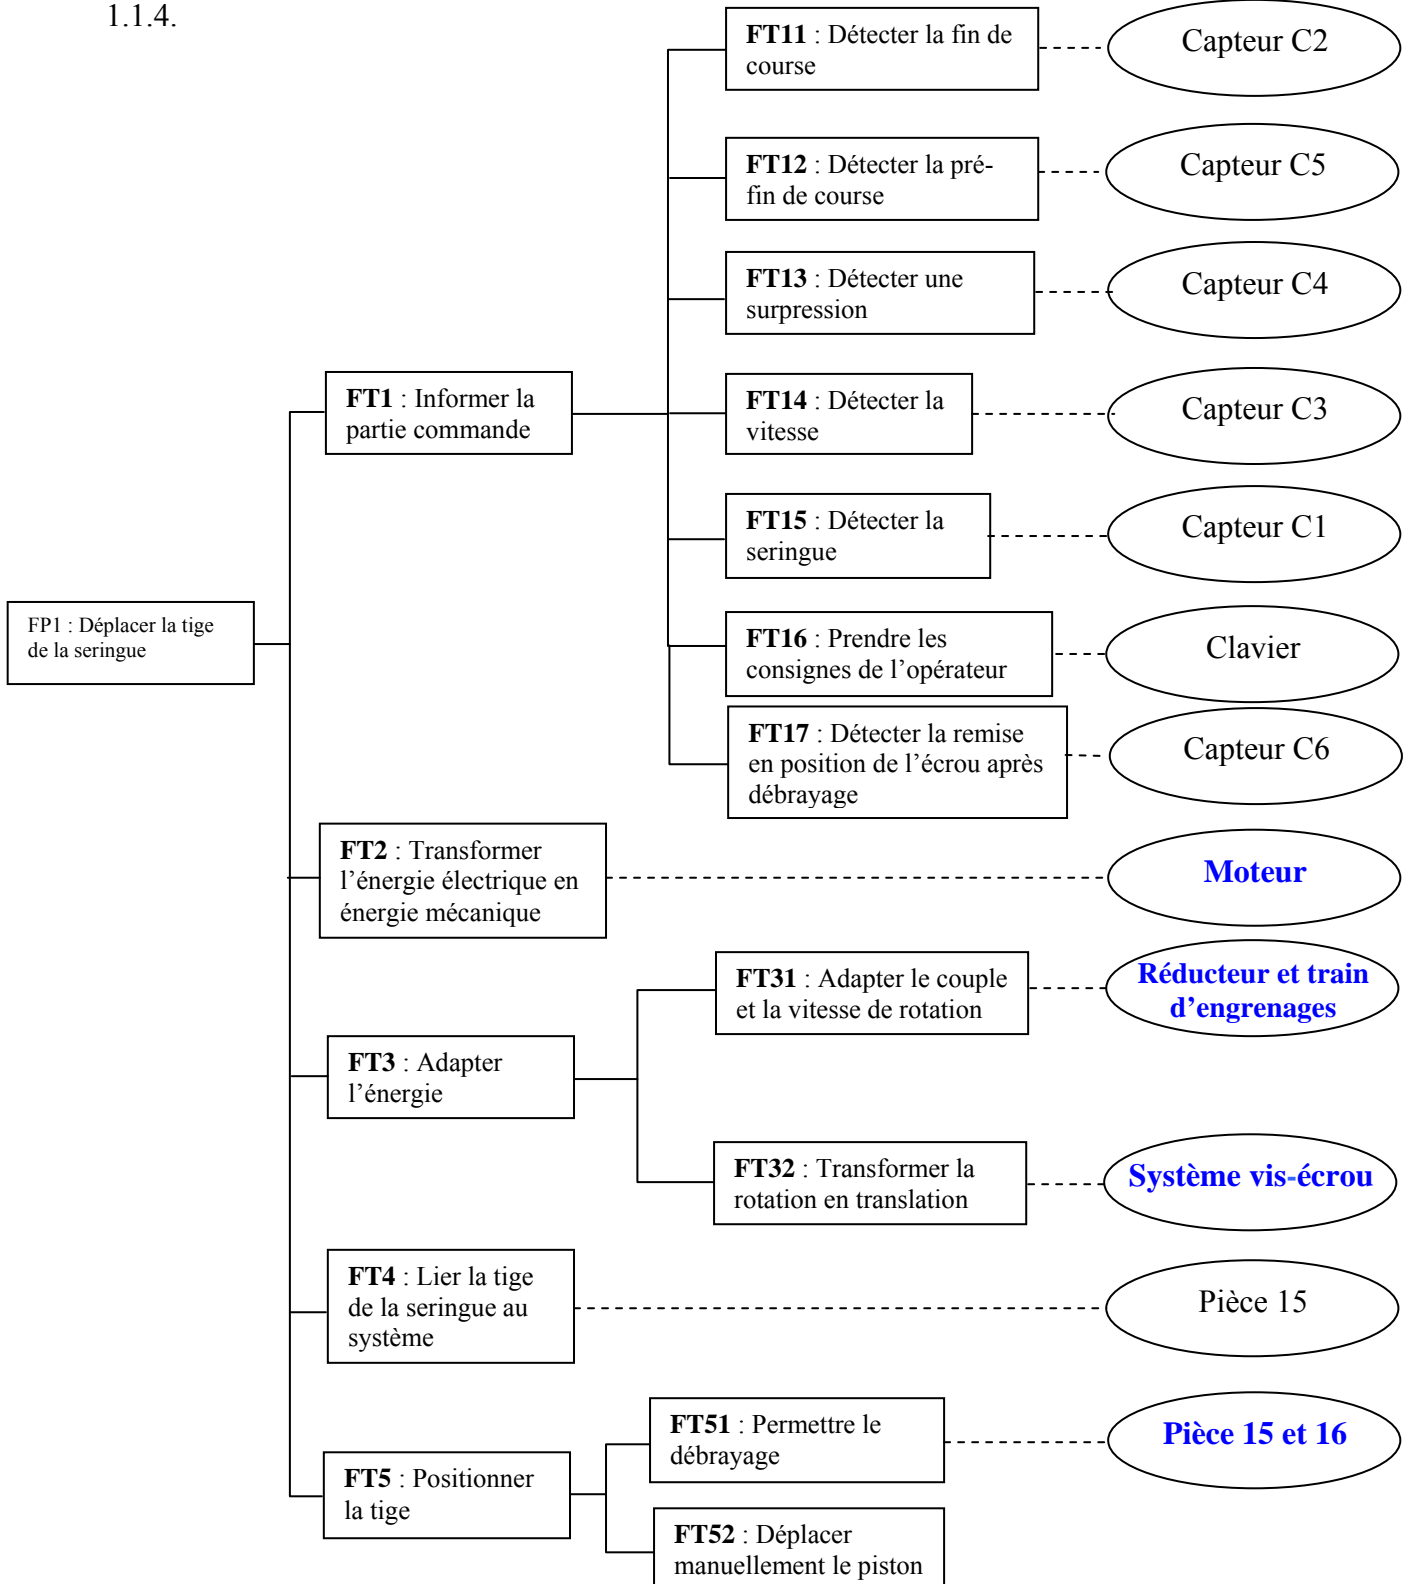 1.1.4.
FT11 : Détecter la fin de
course
Capteur C2
FT12 : Détecter la pré-
fin de course
Capteur C5
FT13 : Détecter une
surpression
Capteur C4
FT1 : Informer la
partie commande
FT14 : Détecter la
vitesse
Capteur C3
FT15 : Détecter la
seringue
Capteur C1
FP1 : Déplacer la tige
de la seringue
FT16 : Prendre les
consignes de l’opérateur
Clavier
FT17 : Détecter la remise
en position de l’écrou après
débrayage
Capteur C6
FT2 : Transformer
l’énergie électrique en
énergie mécanique
Moteur
FT3 : Adapter
l’énergie
FT31 : Adapter le couple
et la vitesse de rotation
Réducteur et train
d’engrenages
FT32 : Transformer la
rotation en translation
Système vis-écrou
FT4 : Lier la tige
de la seringue au
système
Pièce 15
FT5 : Positionner
la tige
FT51 : Permettre le
débrayage
Pièce 15 et 16
FT52 : Déplacer
manuellement le piston